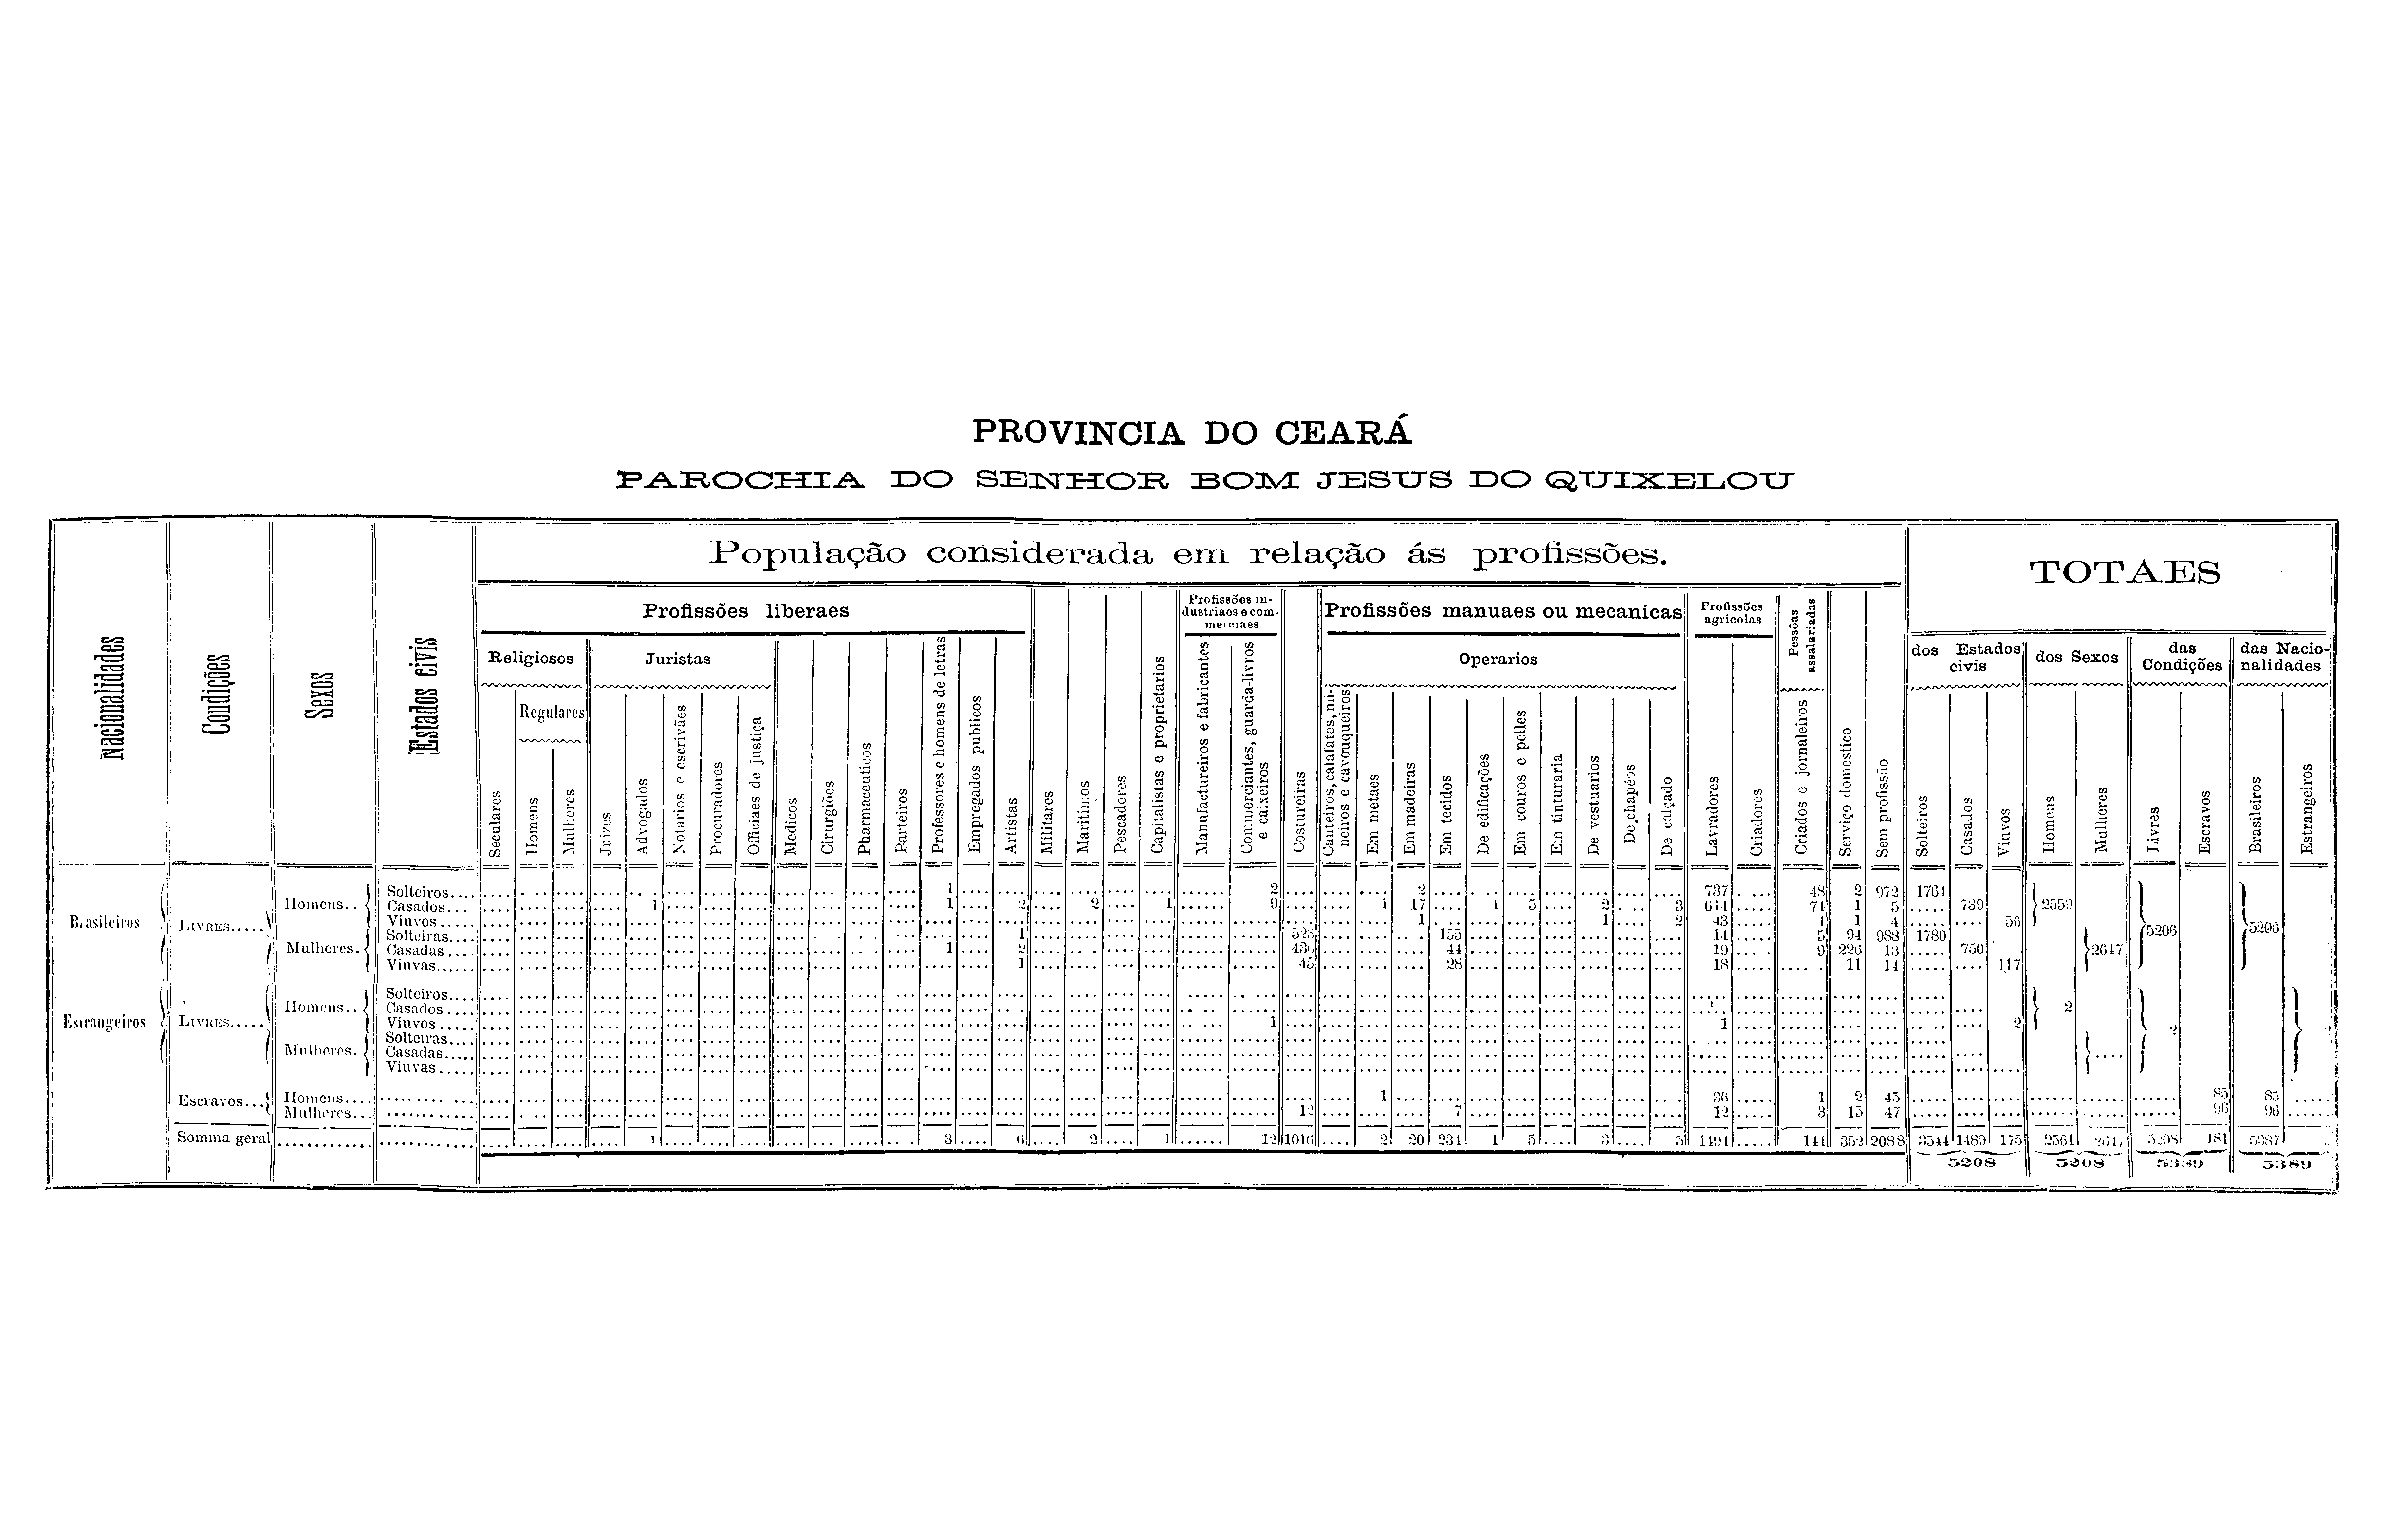 PROVINCIA DO CEARÁ
PAROCHIA DO SENHOR BOM JESUS DO QUIXELOU
População considerada em relação ás profissões.
TOTAES
Nacionalidades
Condições
Sexos
Estados civis
Profissões liberaes
Profissões industriaes e commerciaes
Profissões manuaes ou mecanicas
Profissões agricolas
Pessôas assalariadas
Religiosos
Juristas
Operarios
dos Estados civis
dos Sexos
das Condições
das Nacionalidades
Regulares
Seculares
Homens
Mulheres
Juizes
Advogados
Notarios e escrivães
Procuradores
Officiaes de justiça
Medicos
Cirurgiões
Pharmaceuticos
Parteiros
Professores e homens de letras
Empregados publicos
Artistas
Militares
Maritimos
Pescadores
Capitalistas e proprietarios
Manufactureiros e fabricantes
Commerciantes, guarda-livros e caixeiros
Costureiras
Canteiros, calafates, mineiros e cavouqueiros
Em metaes
Em madeiras
Em tecidos
De edificações
Em couros e pelles
Em tinturaria
De vestuarios
De chapéos
De calçado
Lavradores
Criadores
Criados e jornaleiros
Serviço domestico
Sem profissão
Solteiros
Casados
Viuvos
Homens
Mulheres
Livres
Escravos
Brasileiros
Estrangeiros
Brasileiros
LIVRES.....
Homens..
Solteiros.... 1 2 2 737 48 2 972 1761
Casados... 1 1 2 2 1 9 1 17 1 5 2 3 614 71 1 5 739
Viuvos 1 1 2 43 4 1 4 56
2559
Mulheres.
Solteiras.... 1 526 155 14 5 94 988 1780
Casadas.... 1 2 436 44 19 9 226 13 750
Viuvas...... 1 45 28 18 11 14 117
2647
5206
5206
Estrangeiros
LIVRES.....
Homens..
Solteiros....
Casados....
Viuvos..... 1 1 2
2
Mulheres.
Solteiras....
Casadas.....
Viuvas.....
2
Escravos...
Homens.... 1 36 1 2 45 85 85
Mulheres... 12 7 12 3 15 47 96 96
Somma geral 1 3 6 2 1 12 1016 2 20 234 1 5 3 5 1494 144 352 2088 3544 1489 175 2561 2647 5208 181 5387
5208 5208 5389 5389